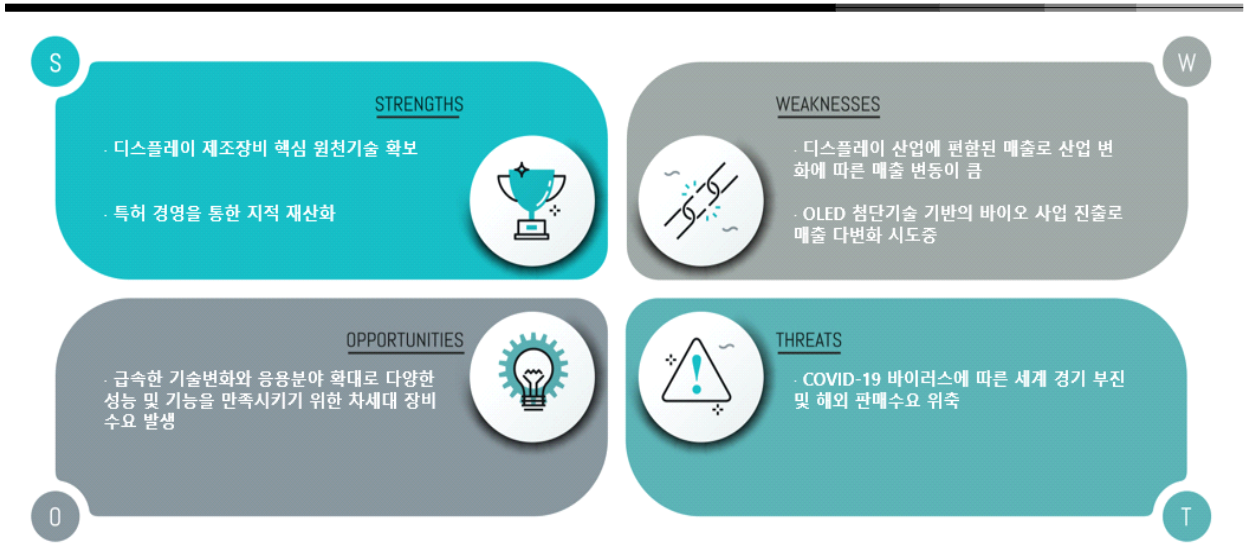 S
STRENGTHS
· 디스플레이 제조장비 핵심 원천기술 확보
· 특허 경영을 통한 지적 재산화
W
WEAKNESSES
· 디스플레이 산업에 편함된 매출로 산업 변
화에 따른 매출 변동이 큼
· OLED 첨단기술 기반의 바이오 사업 진출로
매출 다변화 시도중
OPPORTUNITIES
· 급속한 기술변화와 응용분야 확대로 다양한
성능 및 기능을 만족시키기 위한 차세대 장비
수요 발생
O
THREATS
· COVID-19 바이러스에 따른 세계 경기 부진
및 해외 판매수요 위축
T